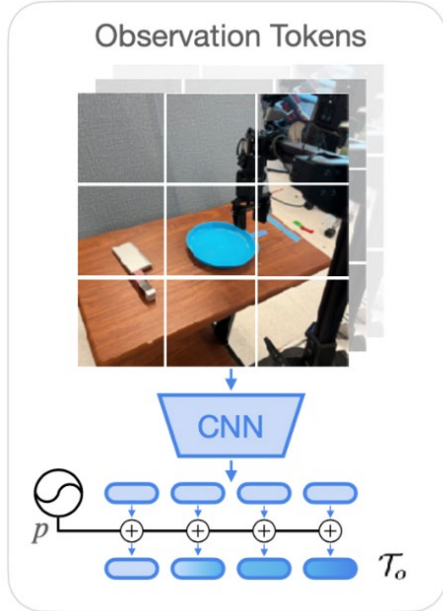 Observation Tokens
CNN
p
+ + + +
𝒯ₒ